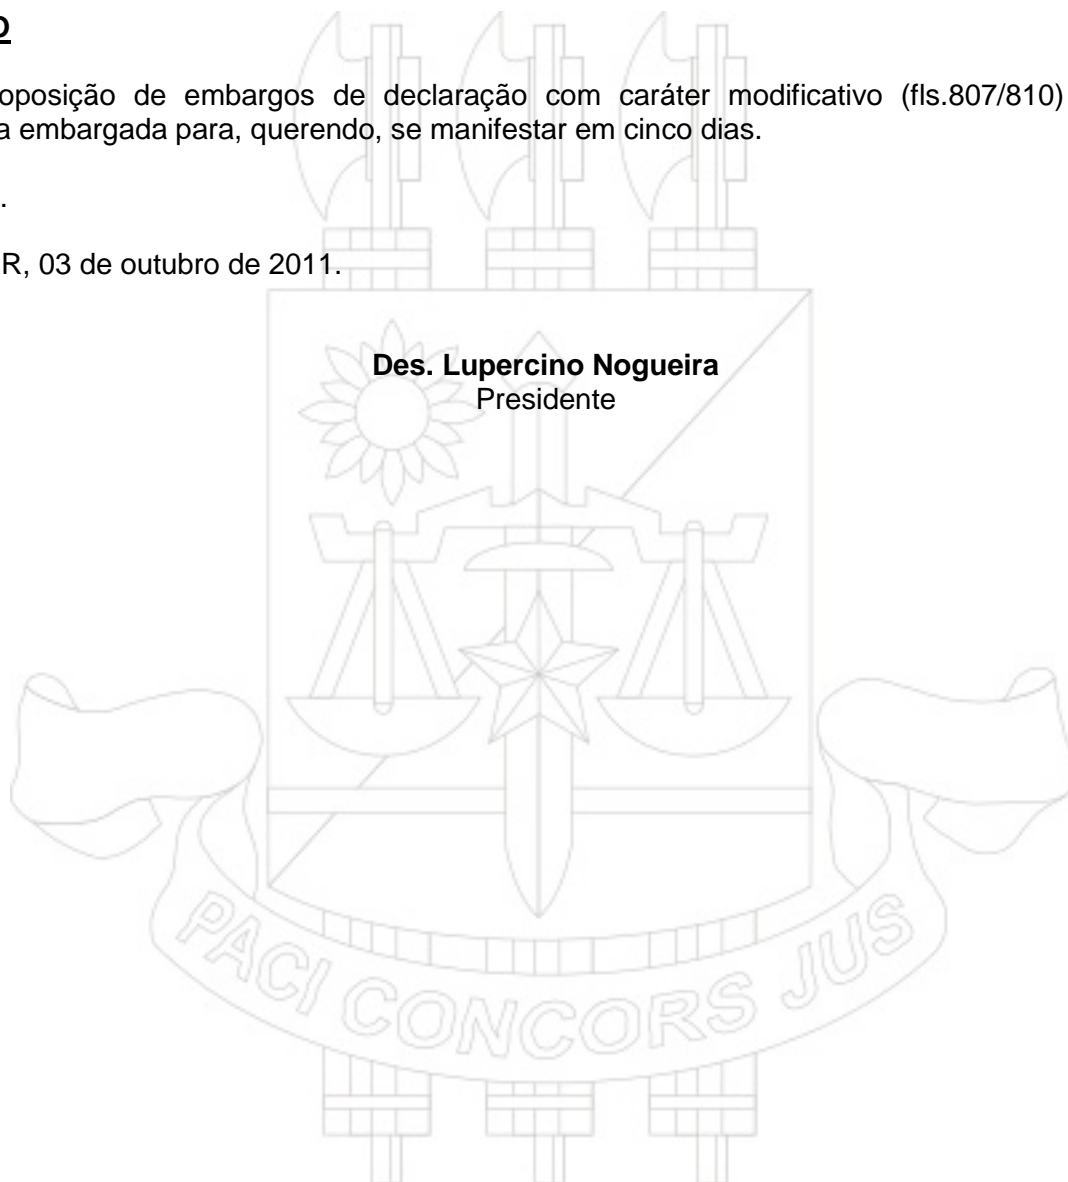 O
oposição de embargos de declaração com caráter modificativo (fls.807/810)
a embargada para, querendo, se manifestar em cinco dias.
.
R, 03 de outubro de 2011.
Des. Lupercino Nogueira
Presidente
PACI CONCORS JUS